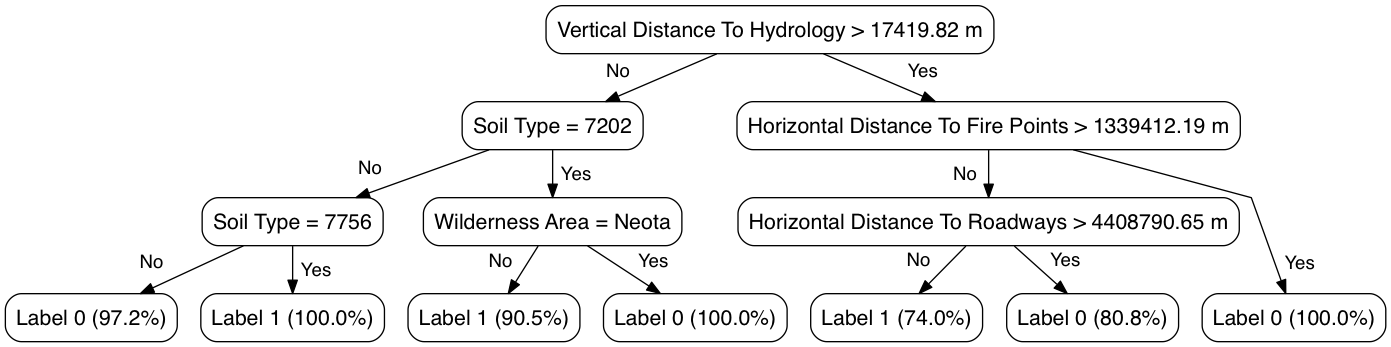 Vertical Distance To Hydrology > 17419.82 m
No
Yes
Soil Type = 7202
Horizontal Distance To Fire Points > 1339412.19 m
No
Yes
No
Soil Type = 7756
Wilderness Area = Neota
Horizontal Distance To Roadways > 4408790.65 m
No
Yes
No
Yes
No
Yes
Yes
Label 0 (97.2%)
Label 1 (100.0%)
Label 1 (90.5%)
Label 0 (100.0%)
Label 1 (74.0%)
Label 0 (80.8%)
Label 0 (100.0%)